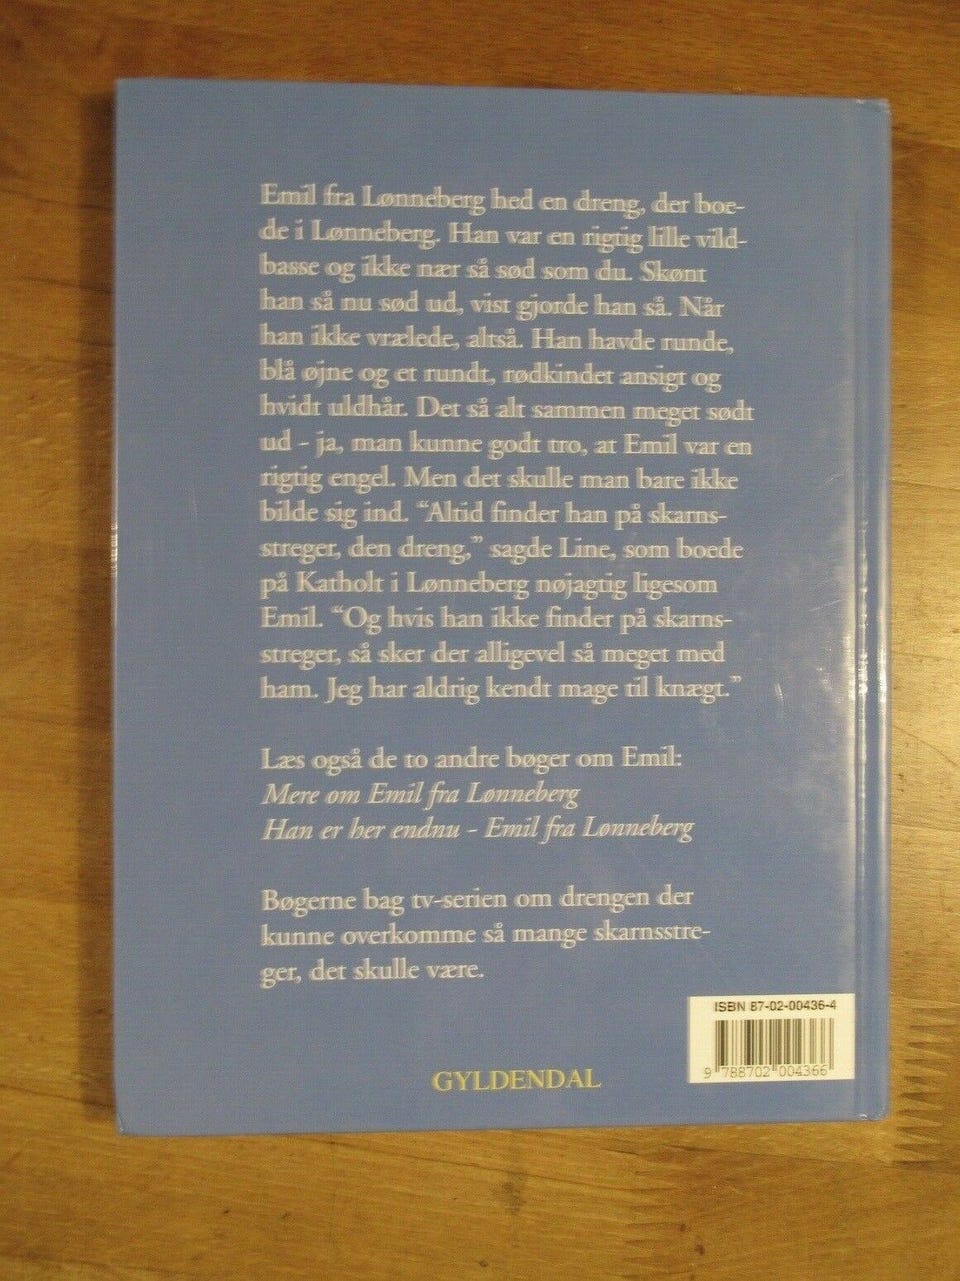 Emil fra Lønneberg hed en dreng, der boe-
de i Lønneberg. Han var en rigtig lille vild-
basse og ikke nær så sød som du. Skønt
han så nu sød ud, vist gjorde han så. Når
han ikke vrælede, altså. Han havde runde,
blå øjne og et rundt, rødkindet ansigt og
hvidt uldhår. Det så alt sammen meget sødt
ud - ja, man kunne godt tro, at Emil var en
rigtig engel. Men det skulle man bare ikke
bilde sig ind. “Altid finder han på skarns-
streger, den dreng,” sagde Line, som boede
på Katholt i Lønneberg nøjagtig ligesom
Emil. “Og hvis han ikke finder på skarns-
streger, så sker der alligevel så meget med
ham. Jeg har aldrig kendt mage til knægt.”
Læs også de to andre bøger om Emil:
Mere om Emil fra Lønneberg
Han er her endnu - Emil fra Lønneberg
Bøgerne bag tv-serien om drengen der
kunne overkomme så mange skarnsstre-
ger, det skulle være.
ISBN 87-02-00436-4
9 788702 004366
GYLDENDAL